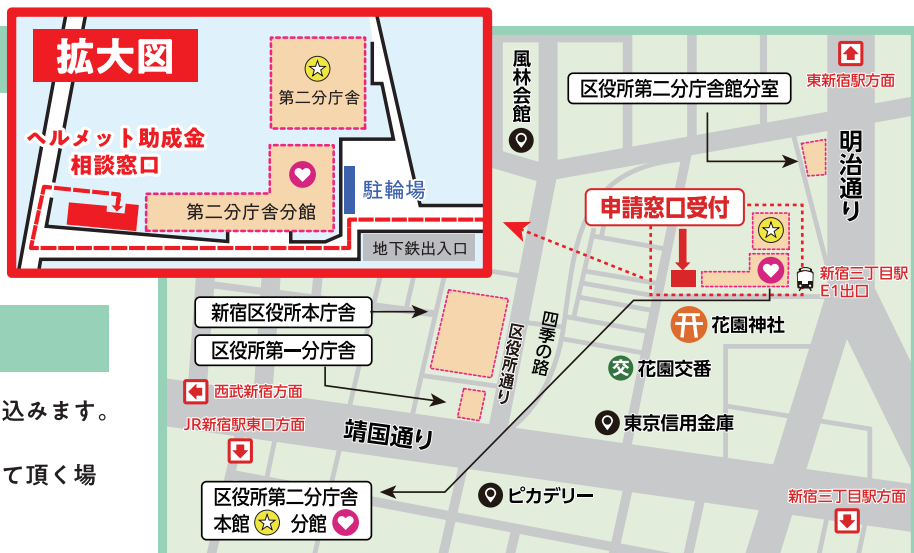 拡大図
第二分庁舎
ヘルメット助成金
相談窓口
第二分庁舎分館
駐輪場
地下鉄出入口
風林会館
区役所第二分庁舎館分室
東新宿駅方面
明治通り
申請窓口受付
新宿三丁目駅
E1出口
花園神社
交
花園交番
新宿区役所本庁舎
区役所第一分庁舎
区役所通り
四季の路
西武新宿方面
JR新宿駅東口方面
靖国通り
東京信用金庫
ピカデリー
区役所第二分庁舎
本館 分館
新宿三丁目駅方面
込みます。
て頂く場